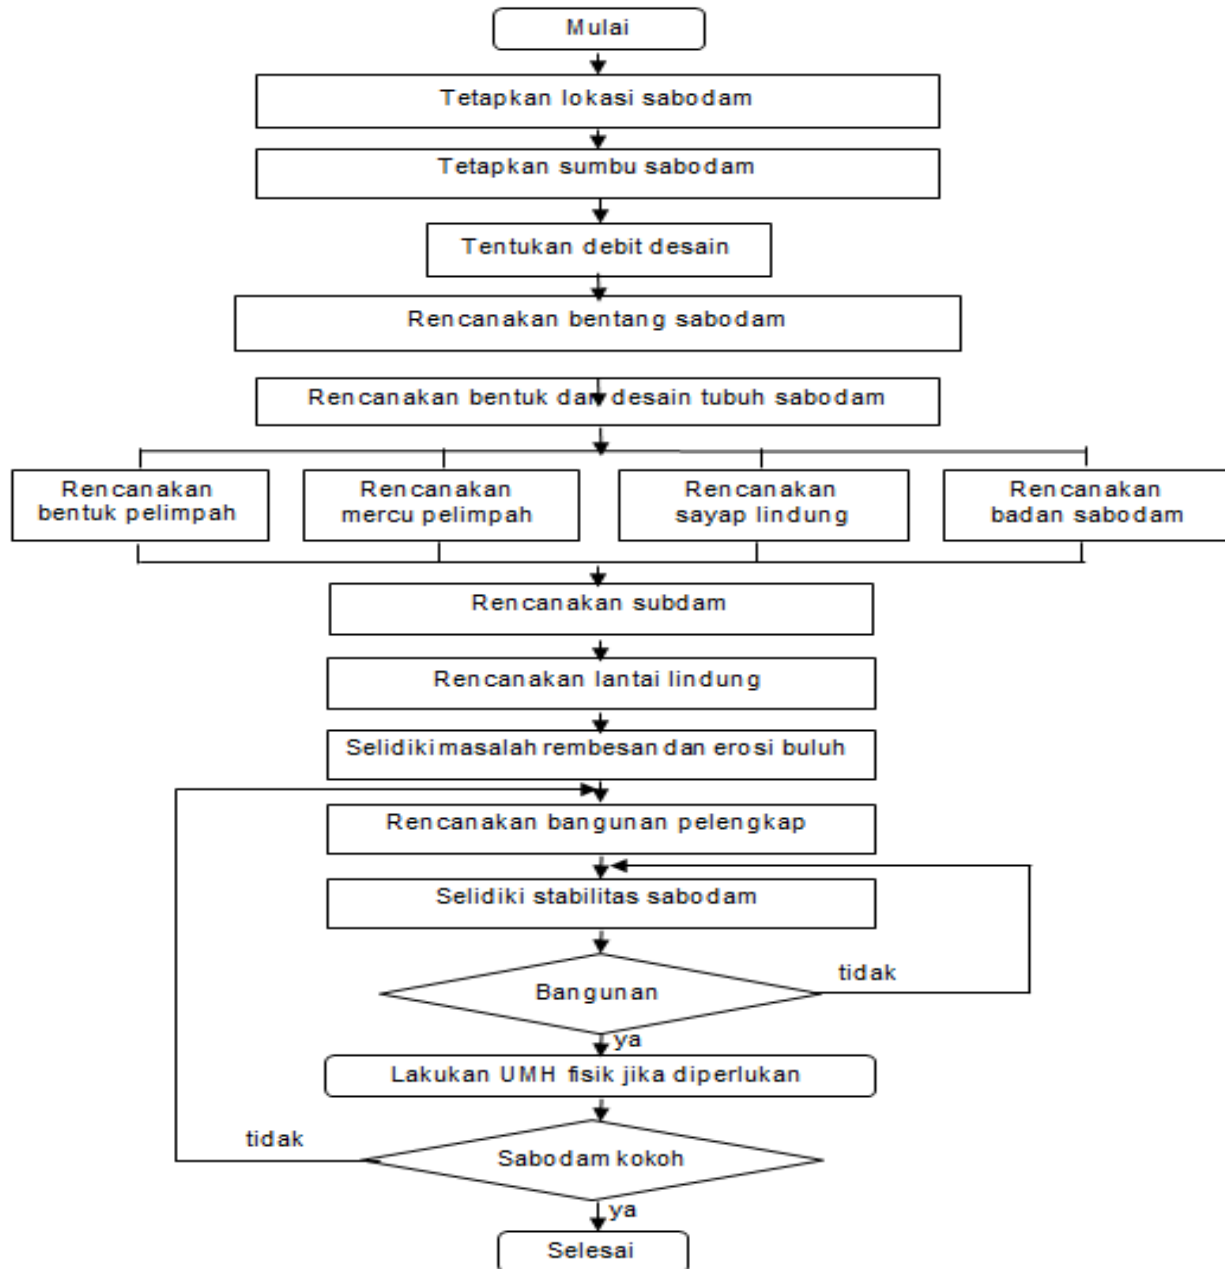 Mulai
Tetapkan lokasi sabodam
Tetapkan sumbu sabodam
Tentukan debit desain
Rencanakan bentang sabodam
Rencanakan bentuk dan desain tubuh sabodam
Rencanakan
bentuk pelimpah
Rencanakan
mercu pelimpah
Rencanakan
sayap lindung
Rencanakan
badan sabodam
Rencanakan subdam
Rencanakan lantai lindung
Selidiki masalah rembesan dan erosi buluh
Rencanakan bangunan pelengkap
Selidiki stabilitas sabodam
tidak
Bangunan
ya
Lakukan UMH fisik jika diperlukan
tidak
Sabodam kokoh
ya
Selesai